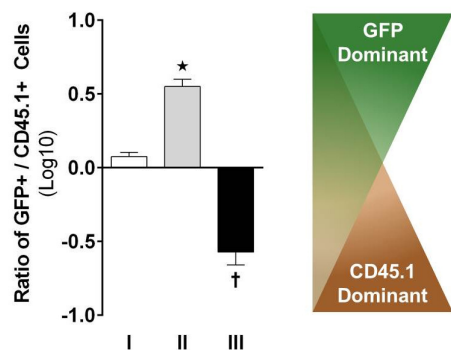 Ratio of GFP+ / CD45.1+ Cells
(Log10)
1.0
0.5
0.0
-0.5
-1.0
★
†
I II III
GFP
Dominant
CD45.1
Dominant